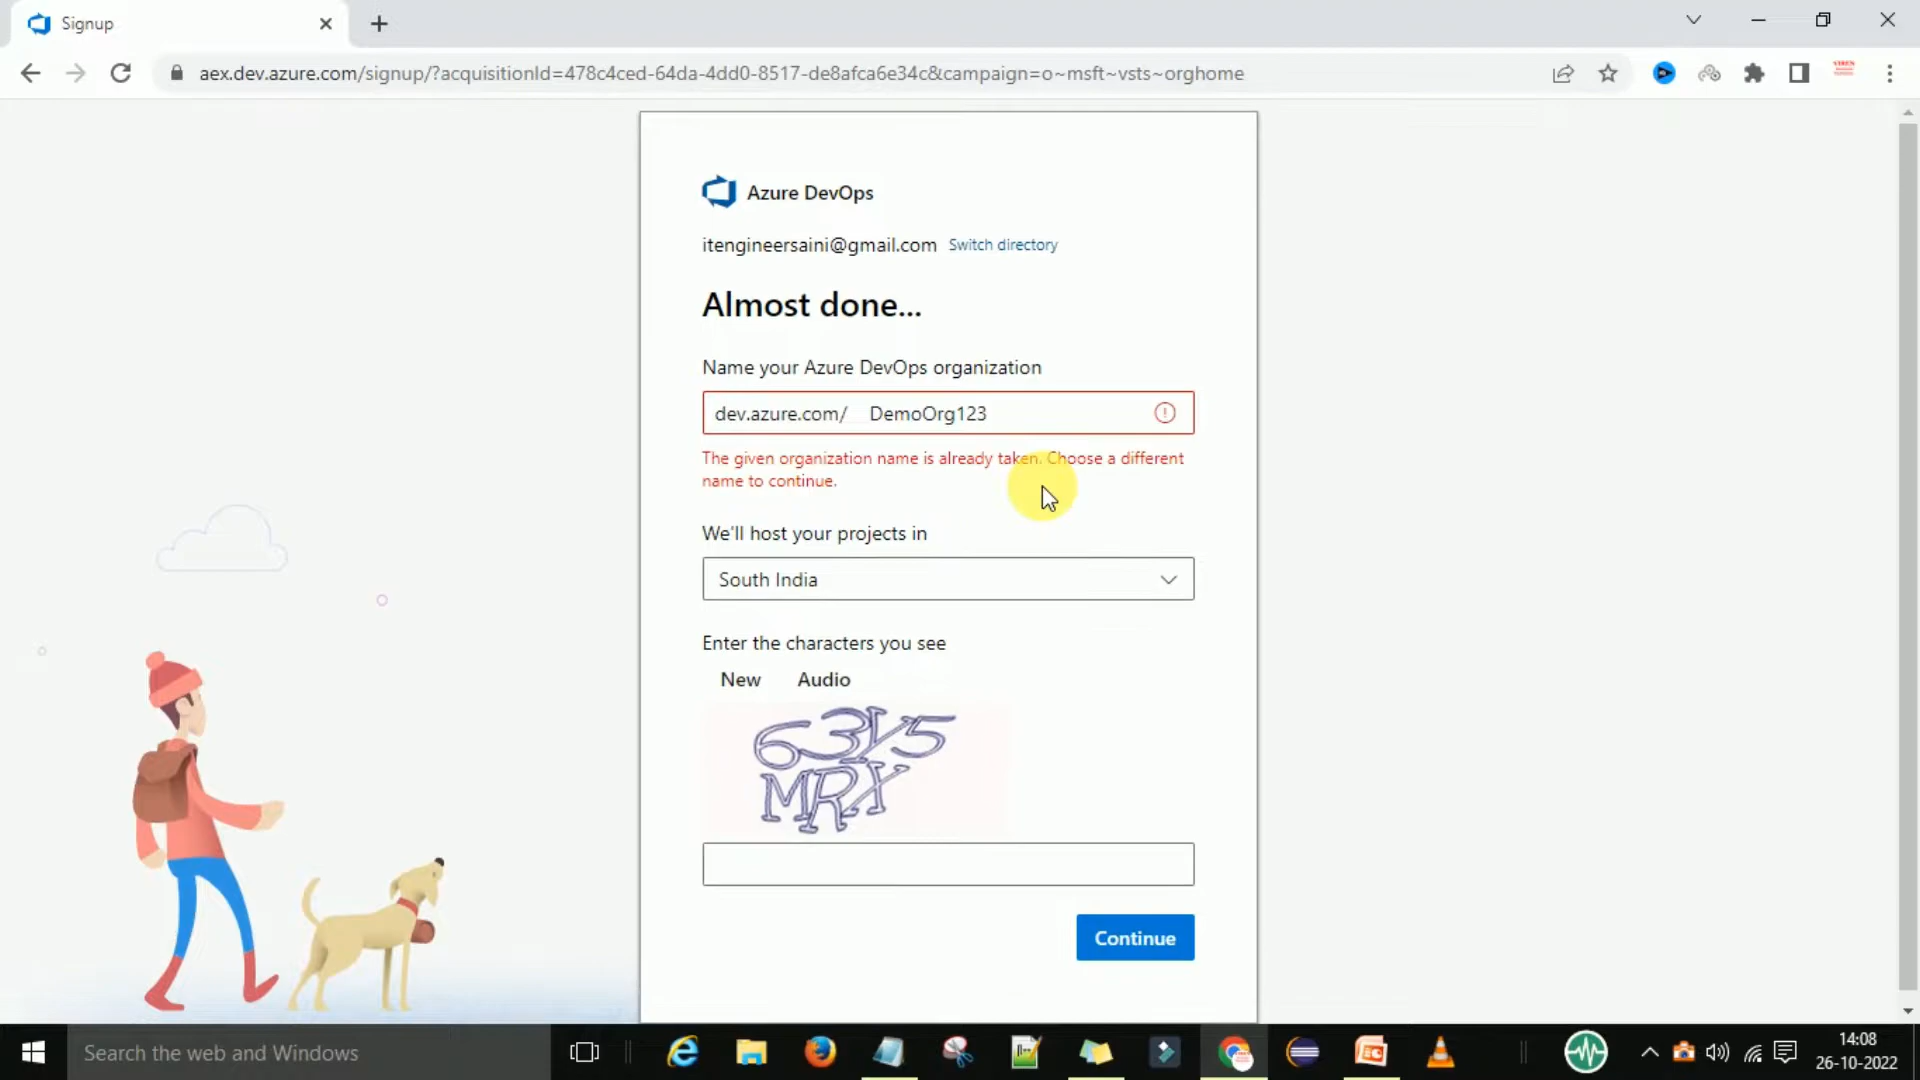 Signup
aex.dev.azure.com/signup/?acquisitionId=478c4ced-64da-4dd0-8517-de8afca6e34c&campaign=o~msft~vsts~orghome
Azure DevOps
itengineersaini@gmail.com Switch directory
Almost done...
Name your Azure DevOps organization
dev.azure.com/ DemoOrg123
The given organization name is already taken. Choose a different
name to continue.
We'll host your projects in
South India
Enter the characters you see
New Audio
63Y5
MRX
Continue
Search the web and Windows
14:08
26-10-2022